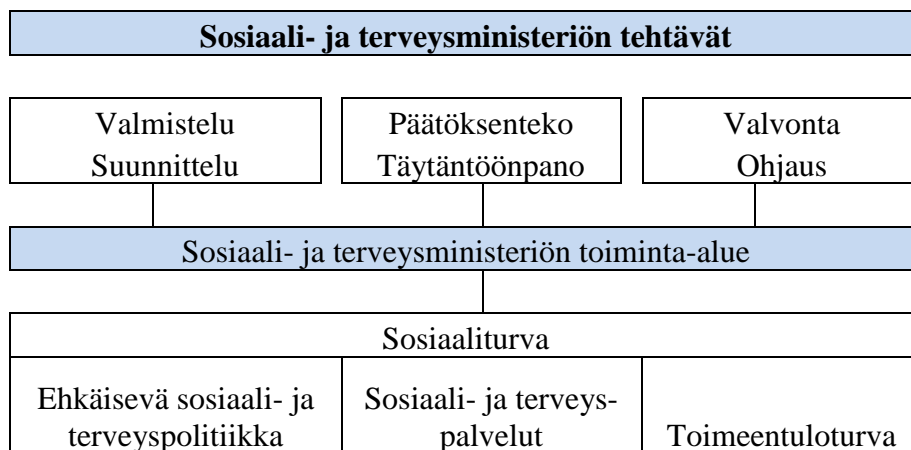 Sosiaali- ja terveysministeriön tehtävät
Valmistelu
Suunnittelu
Päätöksenteko
Täytäntöönpano
Valvonta
Ohjaus
Sosiaali- ja terveysministeriön toiminta-alue
Sosiaaliturva
Ehkäisevä sosiaali- ja
terveyspolitiikka
Sosiaali- ja terveys-
palvelut
Toimeentuloturva